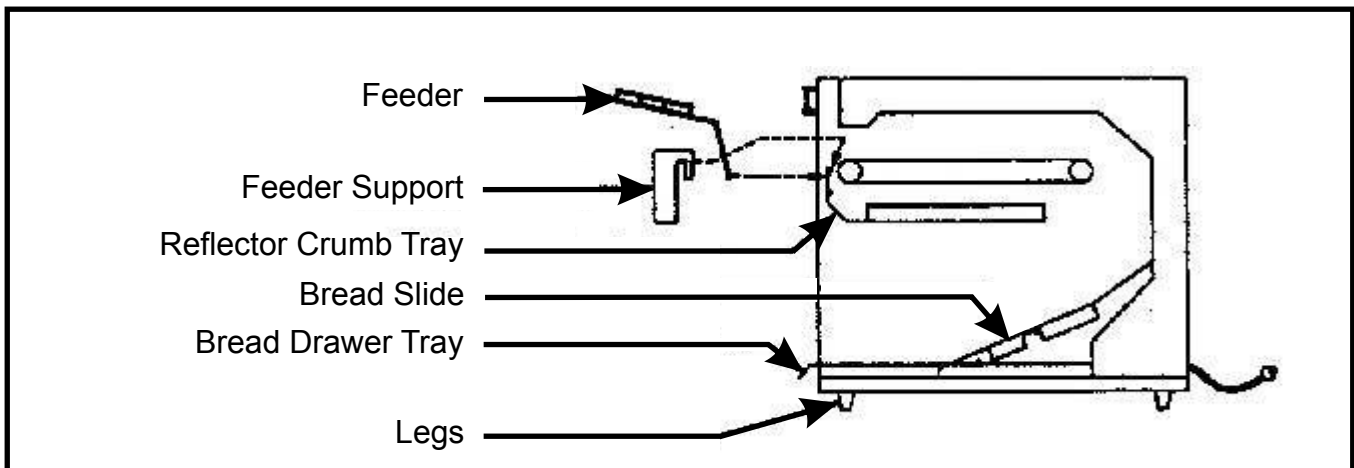 Feeder
Feeder Support
Reflector Crumb Tray
Bread Slide
Bread Drawer Tray
Legs